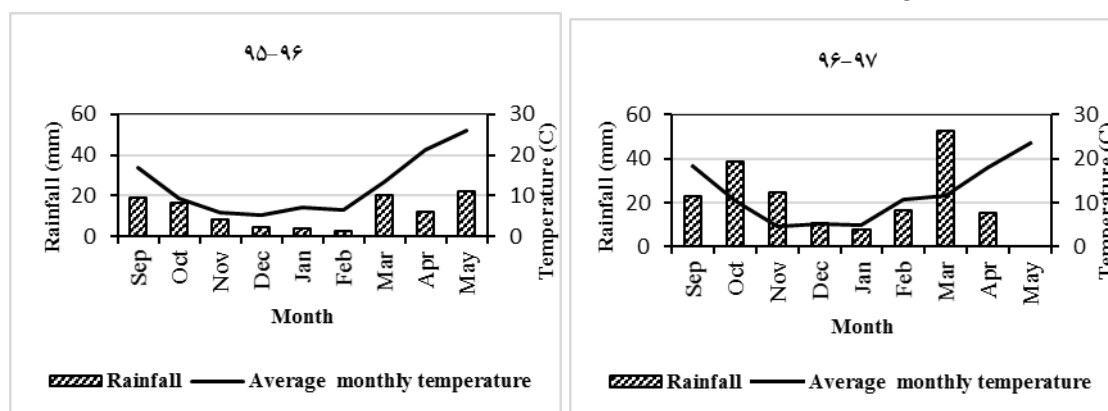 ۹۵–۹۶
60
40
20
0
Rainfall (mm)
30
20
10
0
Temperature (C)
Sep Oct Nov Dec Jan Feb Mar Apr May
Month
Rainfall Average monthly temperature
۹۶–۹۷
60
40
20
0
Rainfall (mm)
30
20
10
0
Temperature (C)
Sep Oct Nov Dec Jan Feb Mar Apr May
Month
Rainfall Average monthly temperature